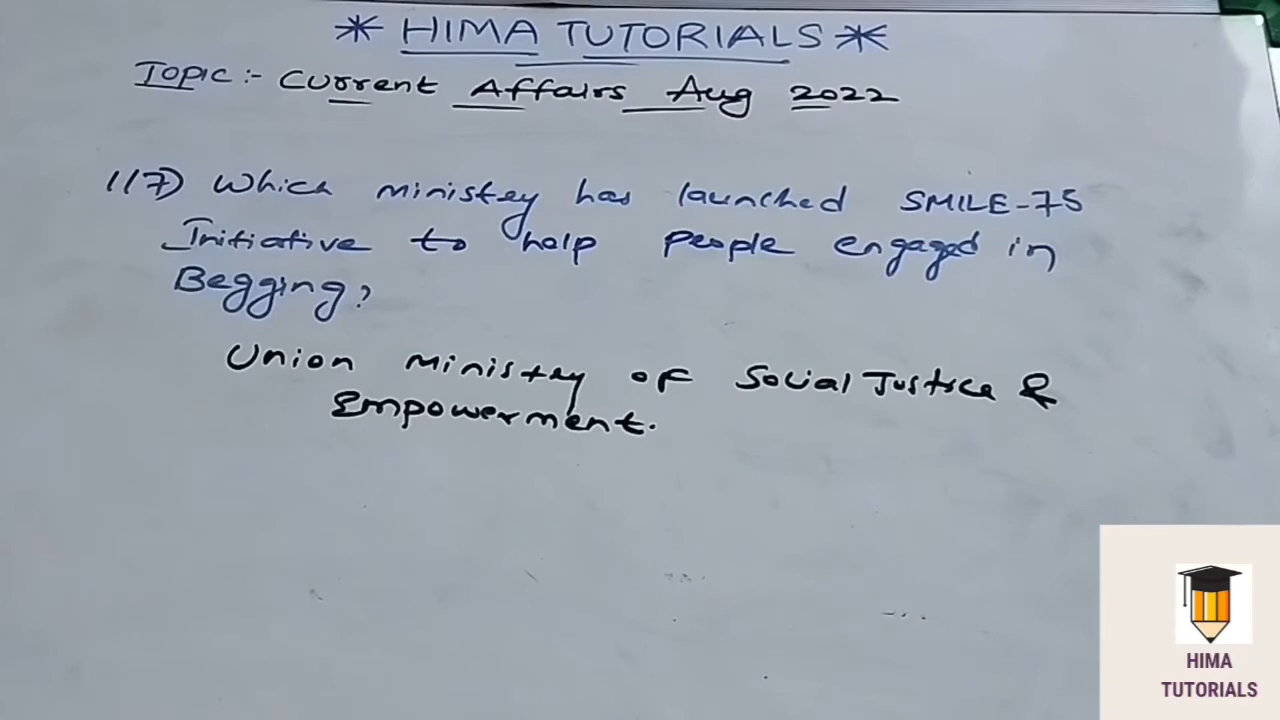 * HIMA TUTORIALS *
Topic:- Current Affairs Aug 2022
117) Which ministry has launched SMILE-75
Initiative to help people engaged in
Begging?
Union ministry of Social Justice &
Empowerment.
HIMA
TUTORIALS